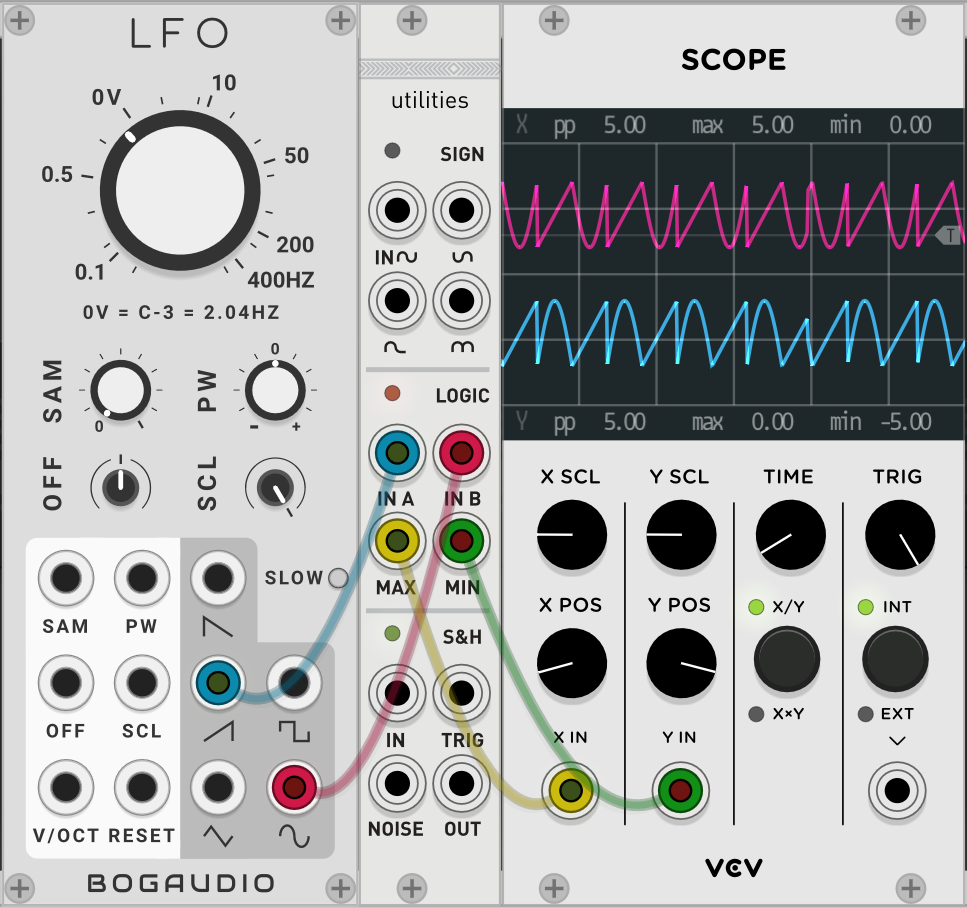 LFO
0V
10
0.5
50
0.1
200
400HZ
0V = C-3 = 2.04HZ
SAM
0
PW
0
- +
OFF
SCL
SLOW
SAM PW
OFF SCL
V/OCT RESET
BOGAUDIO
utilities
SIGN
IN
LOGIC
IN A IN B
MAX MIN
S&H
IN TRIG
NOISE OUT
SCOPE
X pp 5.00 max 5.00 min 0.00
T
Y pp 5.00 max 0.00 min -5.00
X SCL Y SCL TIME TRIG
X POS Y POS X/Y INT
X×Y EXT
X IN Y IN
VCV